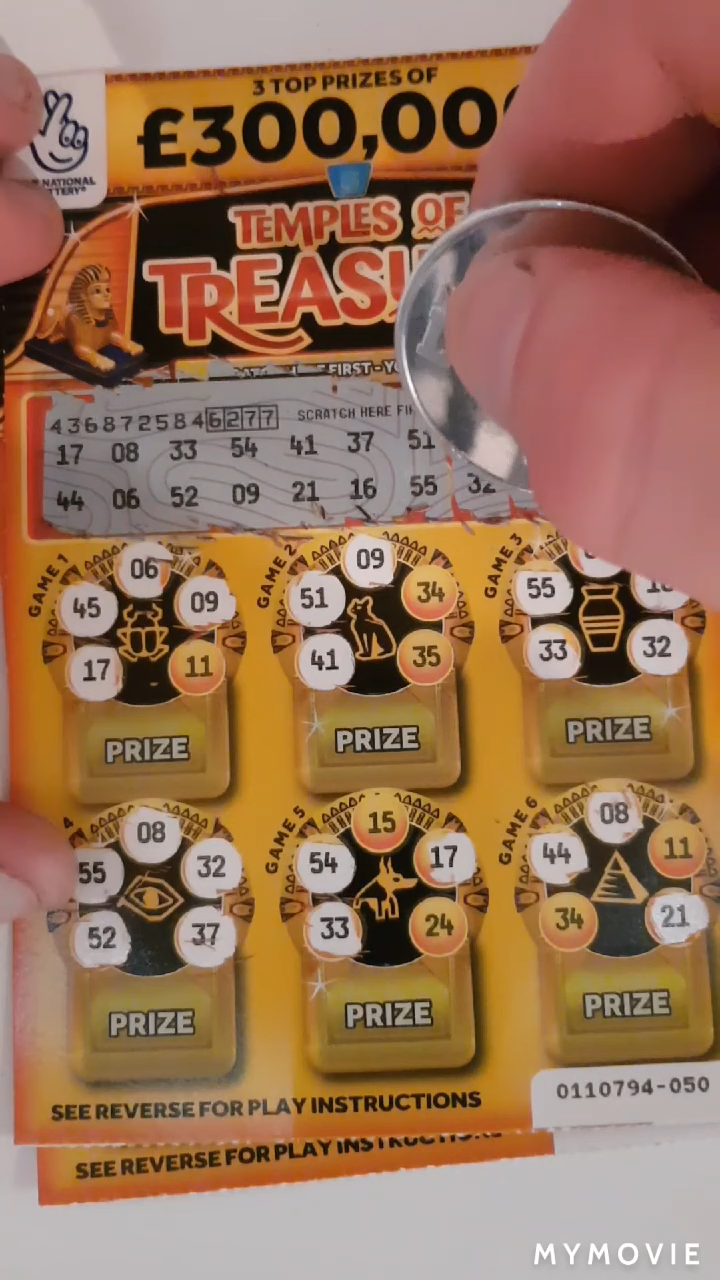 3 TOP PRIZES OF
£300,00
NATIONAL
TEMPLES OF
FIRST - YO
4368725846277 SCRATCH HERE FI
17 08 33 54 41 37 51
44 06 52 09 21 16 55 32
GAME 1
06
45 09
17 11
PRIZE
GAME 2
09
51 34
41 35
PRIZE
GAME 3
55
33 32
PRIZE
4
08
55 32
52 37
PRIZE
GAME 5
15
54 17
33 24
PRIZE
GAME 6
08
44 11
34 21
PRIZE
SEE REVERSE FOR PLAY INSTRUCTIONS
0110794-050
SEE REVERSE FOR PLAY INSTRUCTIONS
MYMOVIE